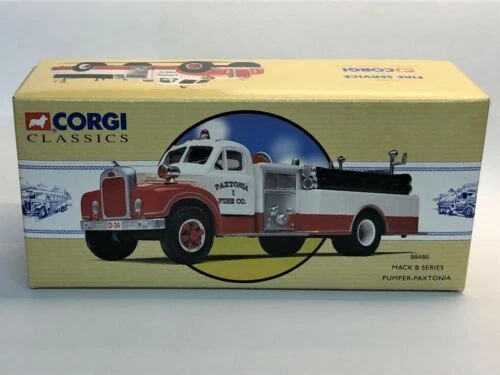 FIRE SERVICE
CORGI
CLASSICS
PAXTONIA
1
FIRE CO.
D-34
98486
MACK B SERIES
PUMPER-PAXTONIA